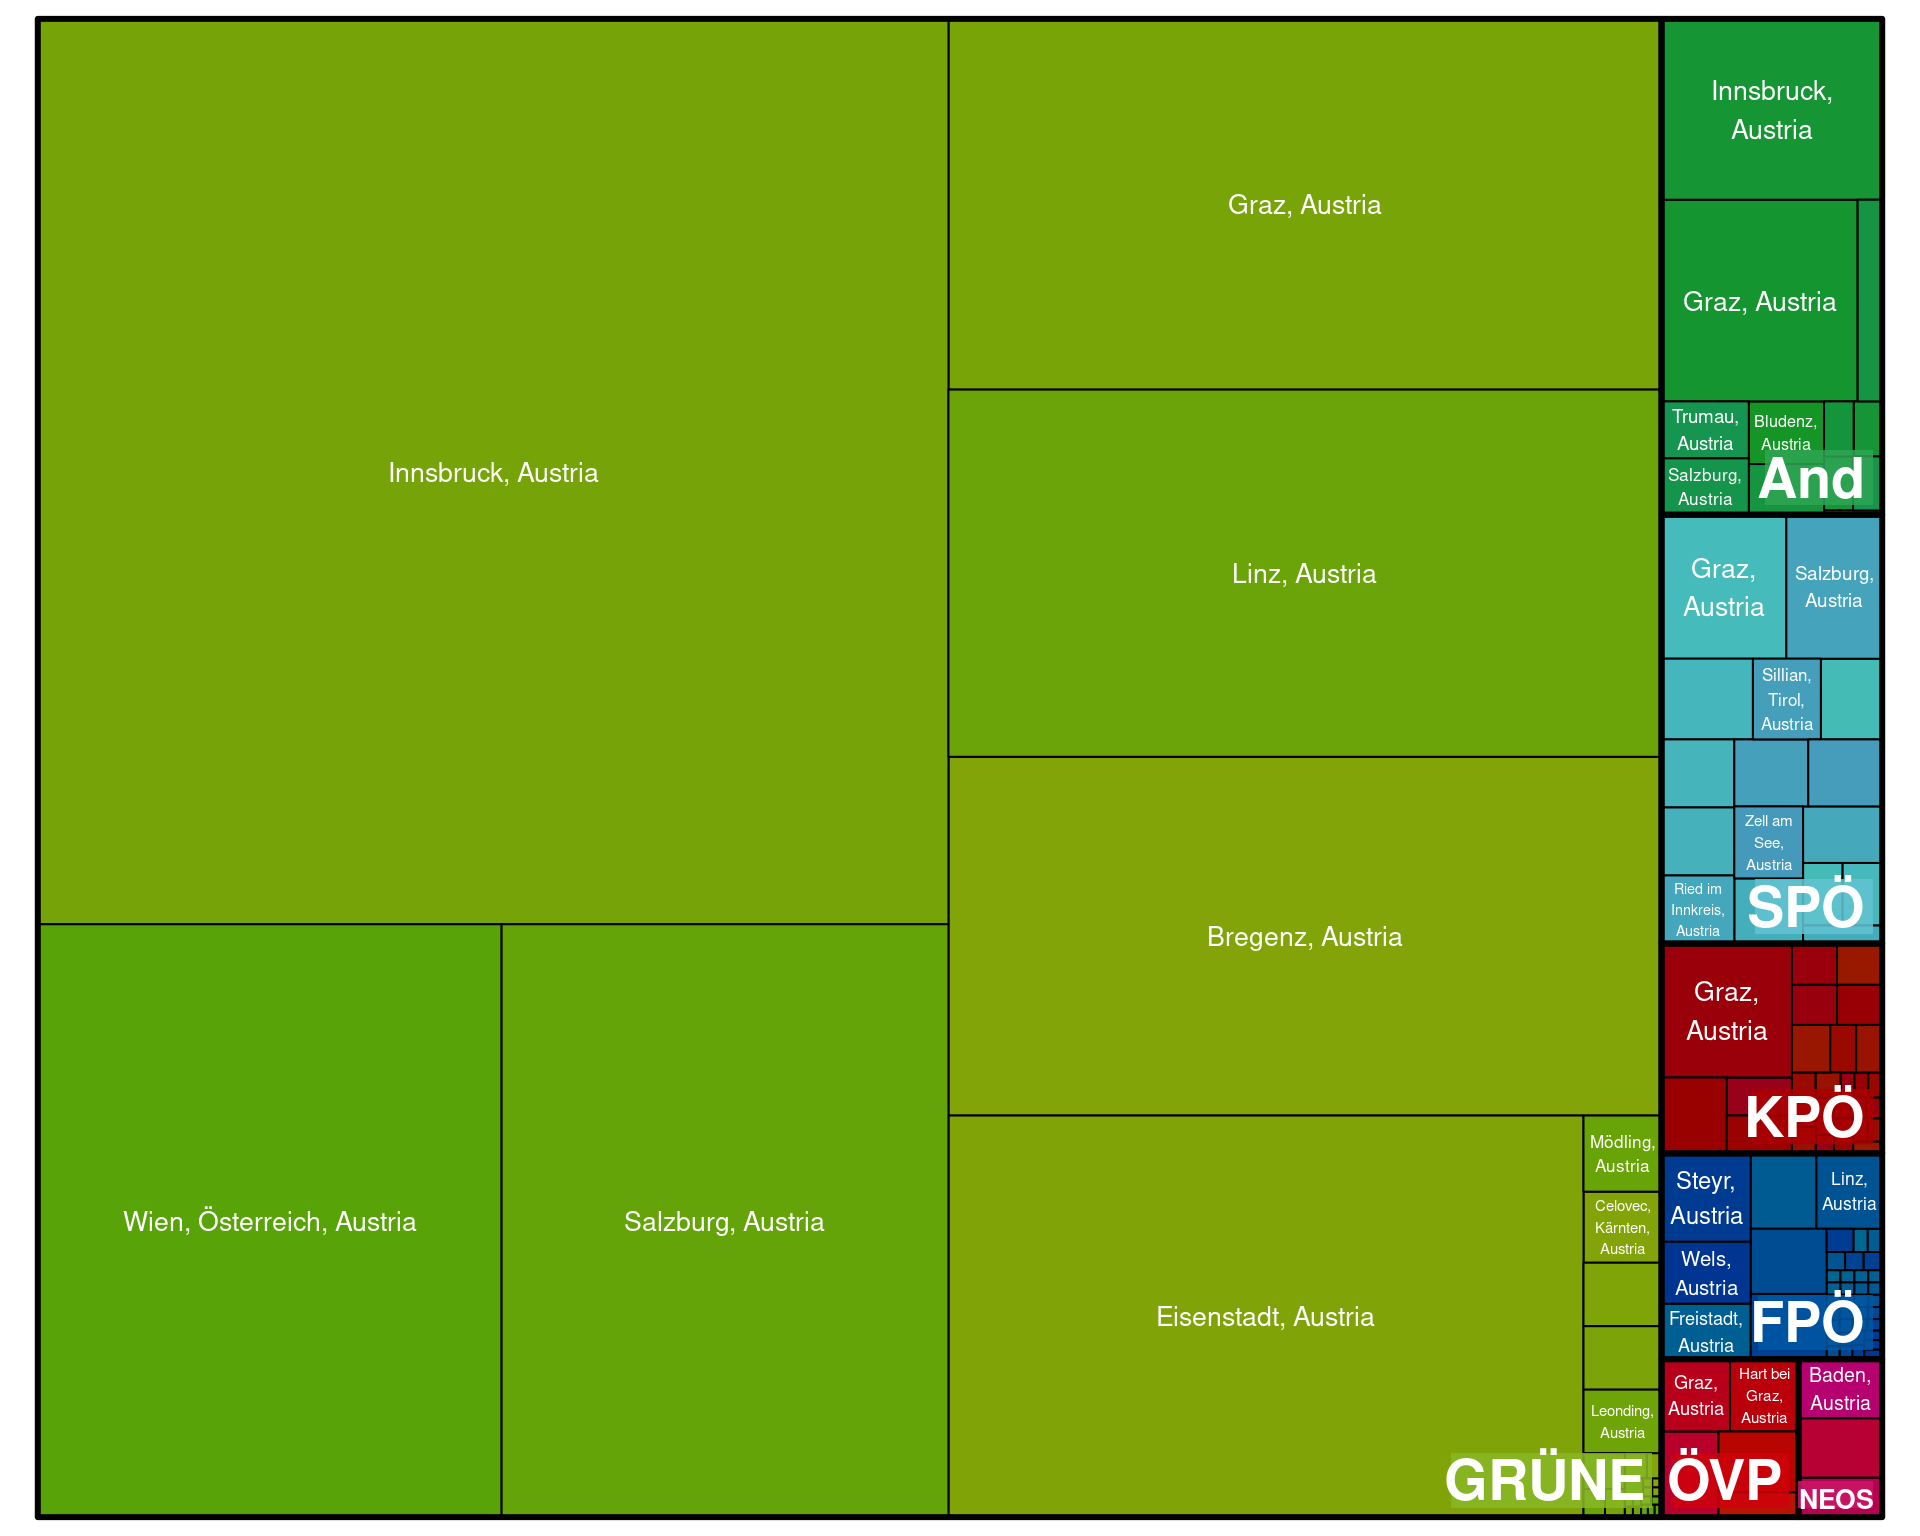 Innsbruck, Austria
Graz, Austria
Linz, Austria
Bregenz, Austria
Wien, Österreich, Austria
Salzburg, Austria
Eisenstadt, Austria
Mödling,
Austria
Celovec,
Kärnten,
Austria
Leonding,
Austria
GRÜNE
Innsbruck,
Austria
Graz, Austria
Trumau,
Austria
Bludenz,
Austria
Salzburg,
Austria
And
Graz,
Austria
Salzburg,
Austria
Sillian,
Tirol,
Austria
Zell am
See,
Austria
Ried im
Innkreis,
Austria
SPÖ
Graz,
Austria
KPÖ
Steyr,
Austria
Linz,
Austria
Wels,
Austria
Freistadt,
Austria
FPÖ
Graz,
Austria
Hart bei
Graz,
Austria
ÖVP
Baden,
Austria
NEOS